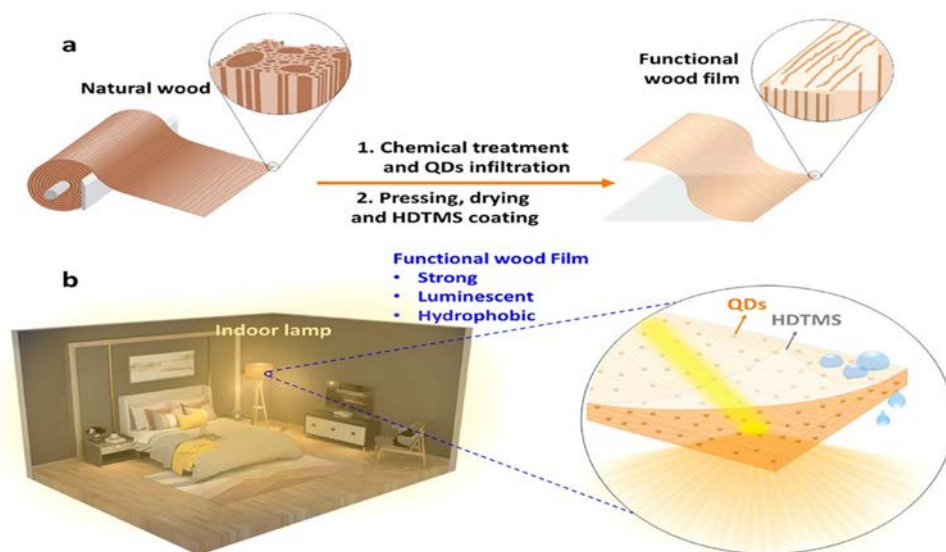 a
Natural wood
Functional
wood film
1. Chemical treatment
and QDs infiltration
2. Pressing, drying
and HDTMS coating
b
Functional wood Film
• Strong
• Luminescent
• Hydrophobic
Indoor lamp
QDs
HDTMS